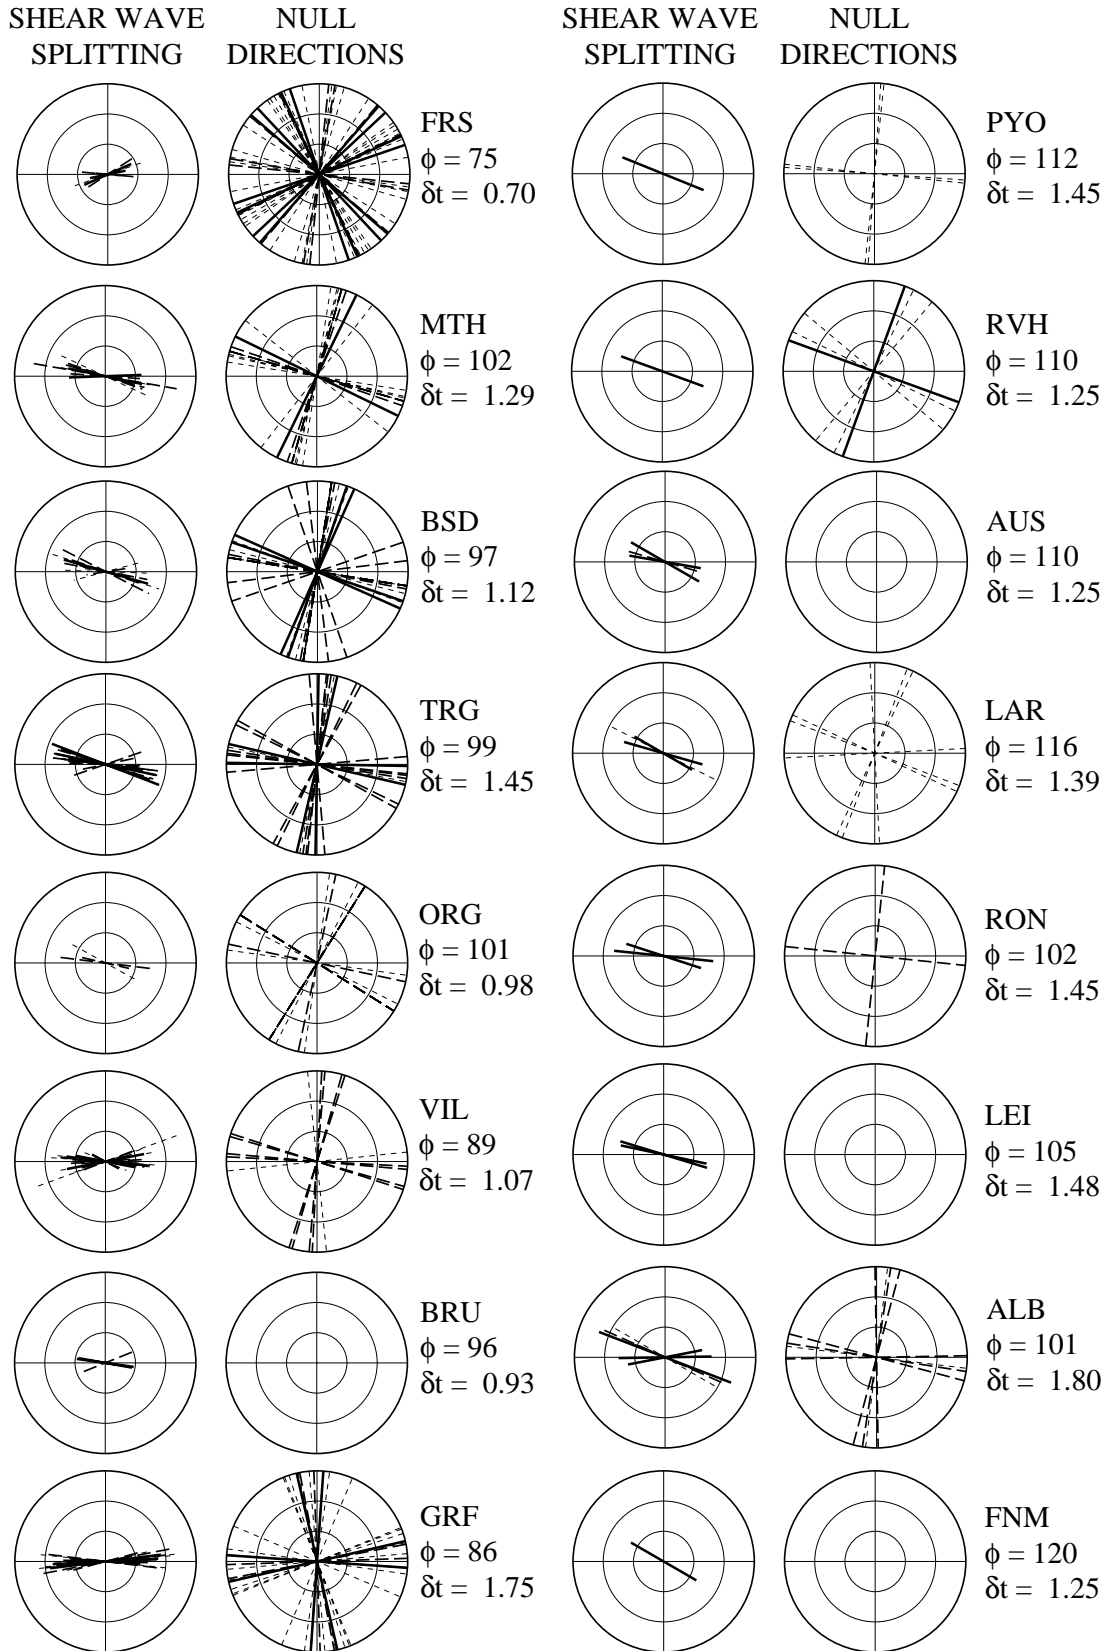 SHEAR WAVE
SPLITTING
NULL
DIRECTIONS
FRS
ϕ = 75
δt = 0.70
MTH
ϕ = 102
δt = 1.29
BSD
ϕ = 97
δt = 1.12
TRG
ϕ = 99
δt = 1.45
ORG
ϕ = 101
δt = 0.98
VIL
ϕ = 89
δt = 1.07
BRU
ϕ = 96
δt = 0.93
GRF
ϕ = 86
δt = 1.75
SHEAR WAVE
SPLITTING
NULL
DIRECTIONS
PYO
ϕ = 112
δt = 1.45
RVH
ϕ = 110
δt = 1.25
AUS
ϕ = 110
δt = 1.25
LAR
ϕ = 116
δt = 1.39
RON
ϕ = 102
δt = 1.45
LEI
ϕ = 105
δt = 1.48
ALB
ϕ = 101
δt = 1.80
FNM
ϕ = 120
δt = 1.25